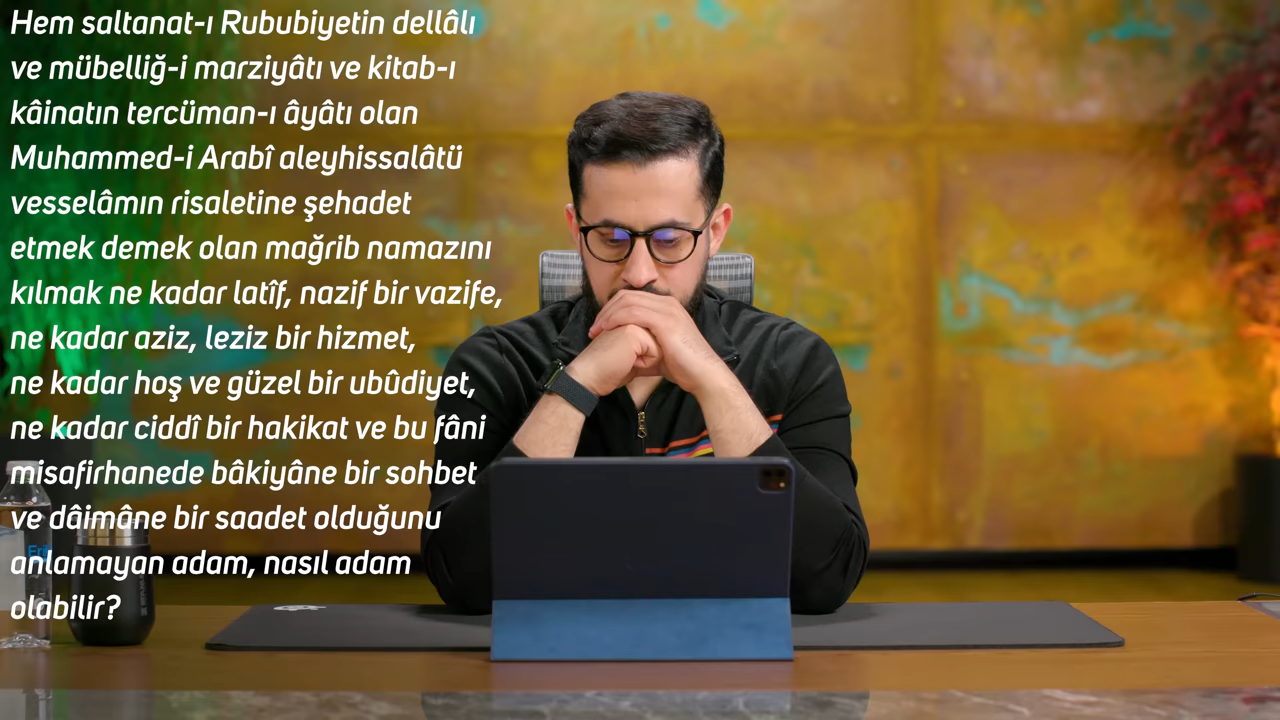 Hem saltanat-ı Rububiyetin dellâlı
ve mübelliğ-i marziyâtı ve kitab-ı
kâinatın tercüman-ı âyâtı olan
Muhammed-i Arabî aleyhissalâtü
vesselâmın risaletine şehadet
etmek demek olan mağrib namazını
kılmak ne kadar latîf, nazif bir vazife,
ne kadar aziz, leziz bir hizmet,
ne kadar hoş ve güzel bir ubûdiyet,
ne kadar ciddî bir hakikat ve bu fâni
misafirhanede bâkiyâne bir sohbet
ve dâimâne bir saadet olduğunu
anlamayan adam, nasıl adam
olabilir?